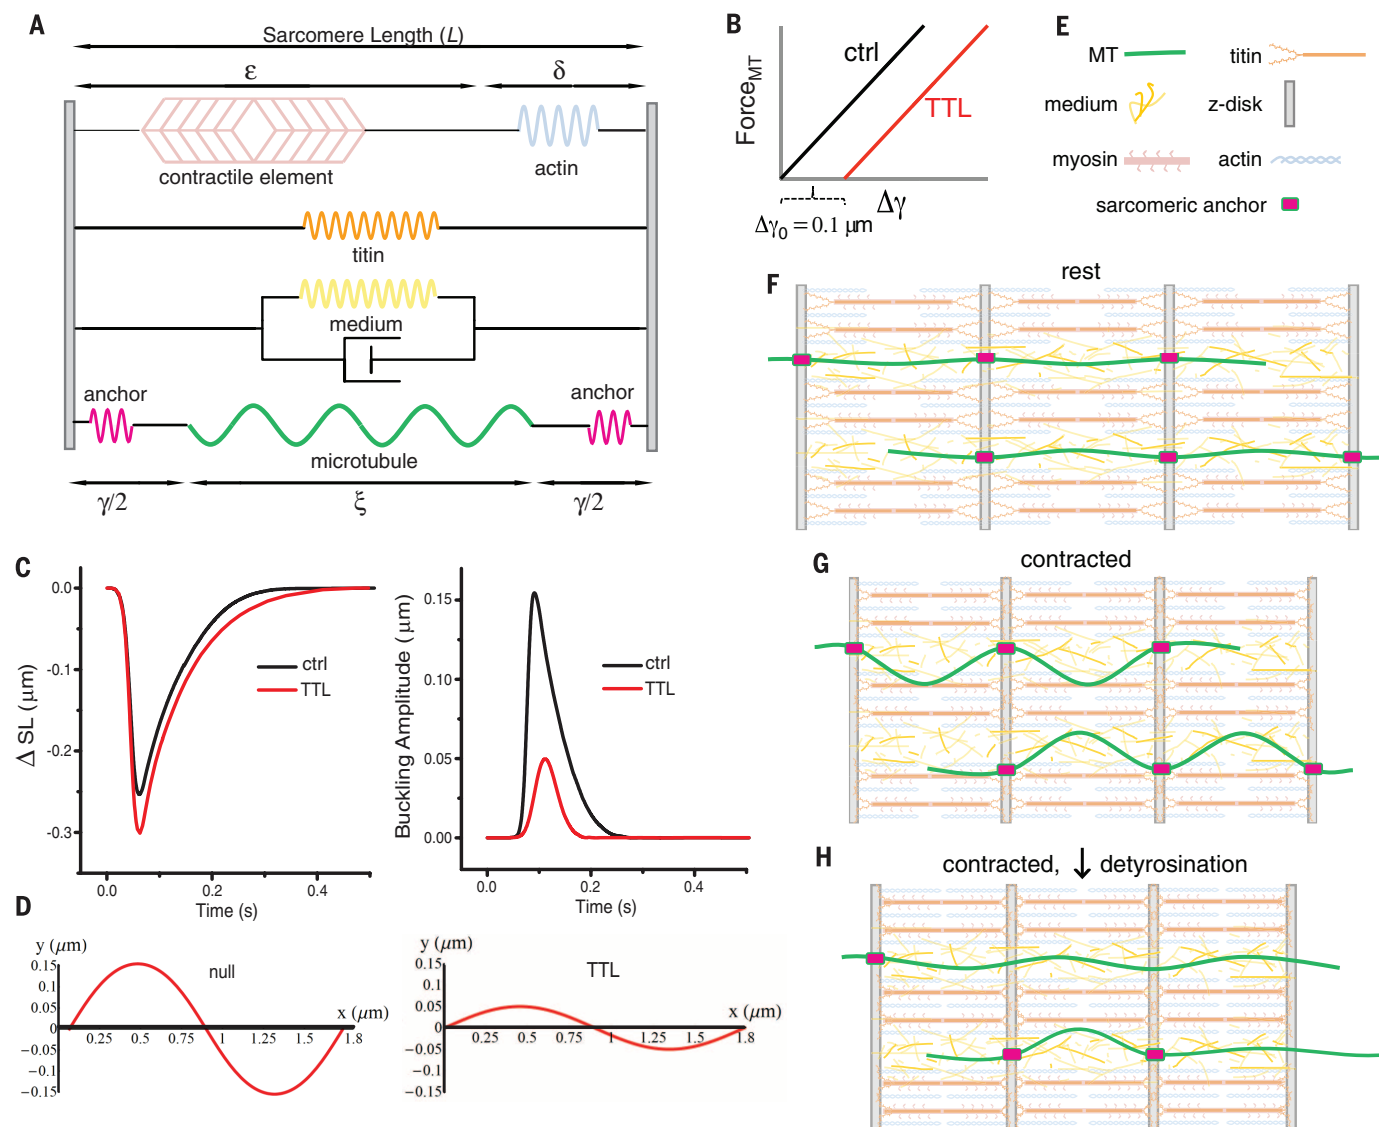 A
Sarcomere Length (L)
ε
δ
contractile element
actin
titin
medium
anchor
anchor
microtubule
γ/2
ξ
γ/2
B
Force MT
ctrl
TTL
Δγ
Δγ0 = 0.1 μm
E
MT
titin
medium
z-disk
myosin
actin
sarcomeric anchor
F
rest
G
contracted
H
contracted, ↓ detyrosination
C
Δ SL (μm)
0.0
-0.1
-0.2
-0.3
ctrl
TTL
0.0
0.2
0.4
Time (s)
Buckling Amplitude (μm)
0.15
0.10
0.05
0.00
ctrl
TTL
0.0
0.2
0.4
Time (s)
D
y (μm)
0.15
0.1
0.05
0
−0.05
−0.1
−0.15
null
x (μm)
0.25 0.5 0.75 1 1.25 1.5 1.8
y (μm)
0.15
0.1
0.05
0
−0.05
−0.1
−0.15
TTL
x (μm)
0.25 0.5 0.75 1 1.25 1.5 1.8